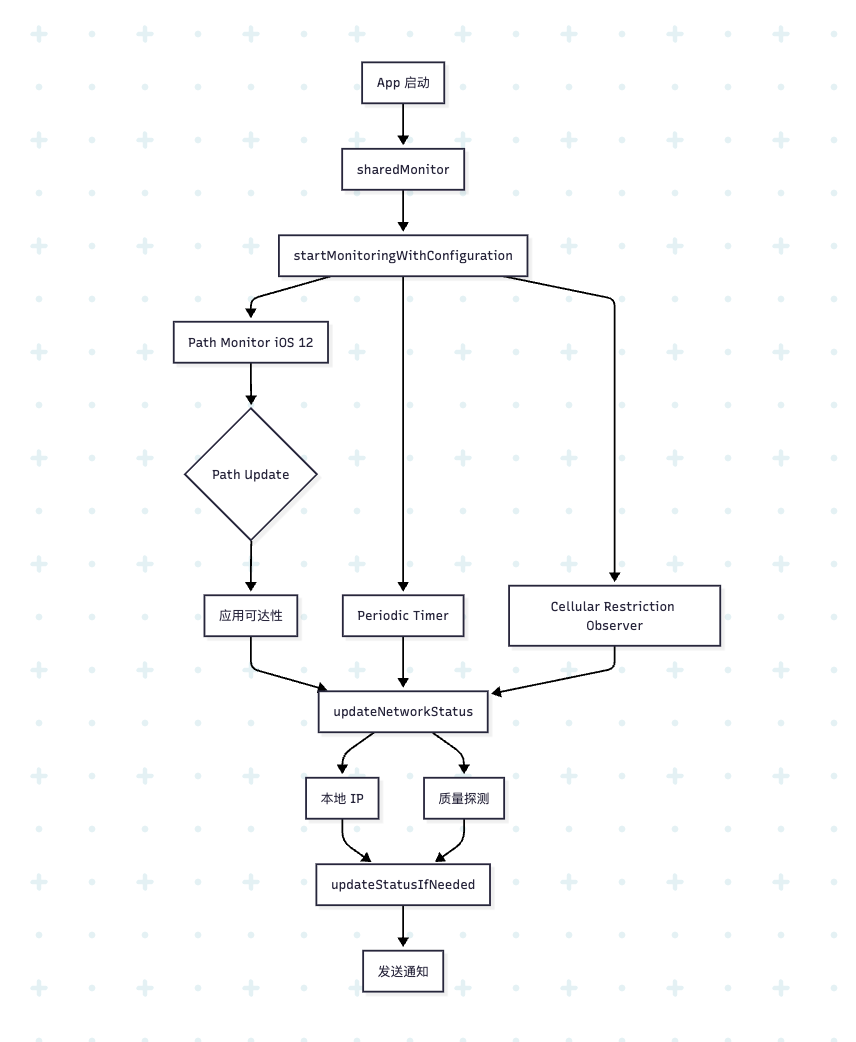 App 启动
sharedMonitor
startMonitoringWithConfiguration
Path Monitor iOS 12
Path Update
应用可达性
Periodic Timer
Cellular Restriction
Observer
updateNetworkStatus
本地 IP
质量探测
updateStatusIfNeeded
发送通知